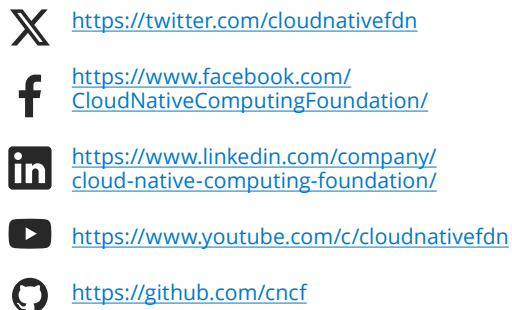 https://twitter.com/cloudnativefdn
https://www.facebook.com/
CloudNativeComputingFoundation/
https://www.linkedin.com/company/
cloud-native-computing-foundation/
https://www.youtube.com/c/cloudnativefdn
https://github.com/cncf